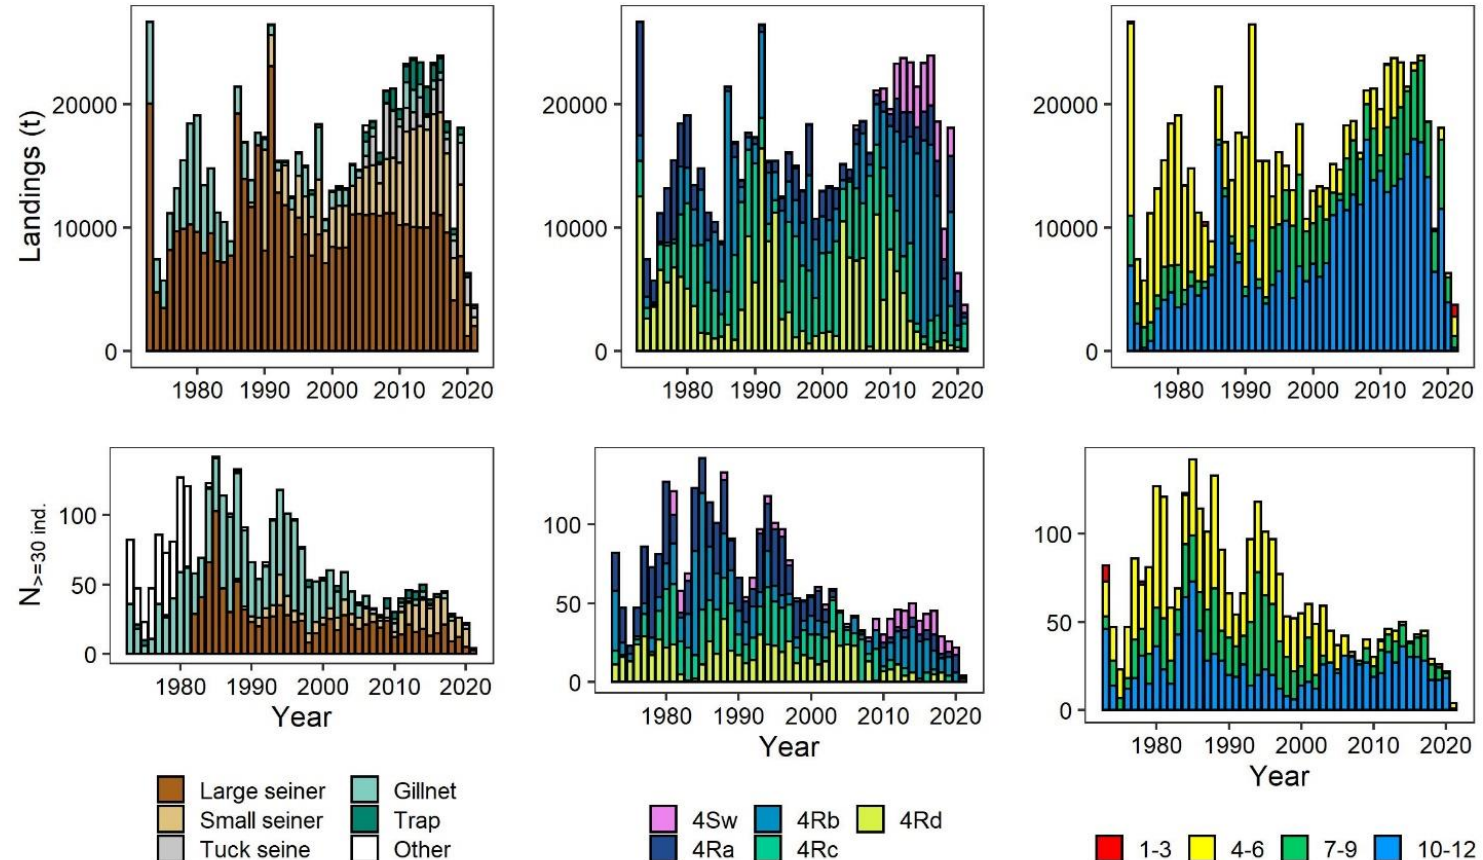 Landings (t)
20000
10000
0
1980 1990 2000 2010 2020
20000
10000
0
1980 1990 2000 2010 2020
20000
10000
0
1980 1990 2000 2010 2020
N>=30 ind.
100
50
0
1980 1990 2000 2010 2020
Year
100
50
0
1980 1990 2000 2010 2020
Year
100
50
0
1980 1990 2000 2010 2020
Year
Large seiner Gillnet
Small seiner Trap
Tuck seine Other
4Sw 4Rb 4Rd
4Ra 4Rc
1-3 4-6 7-9 10-12